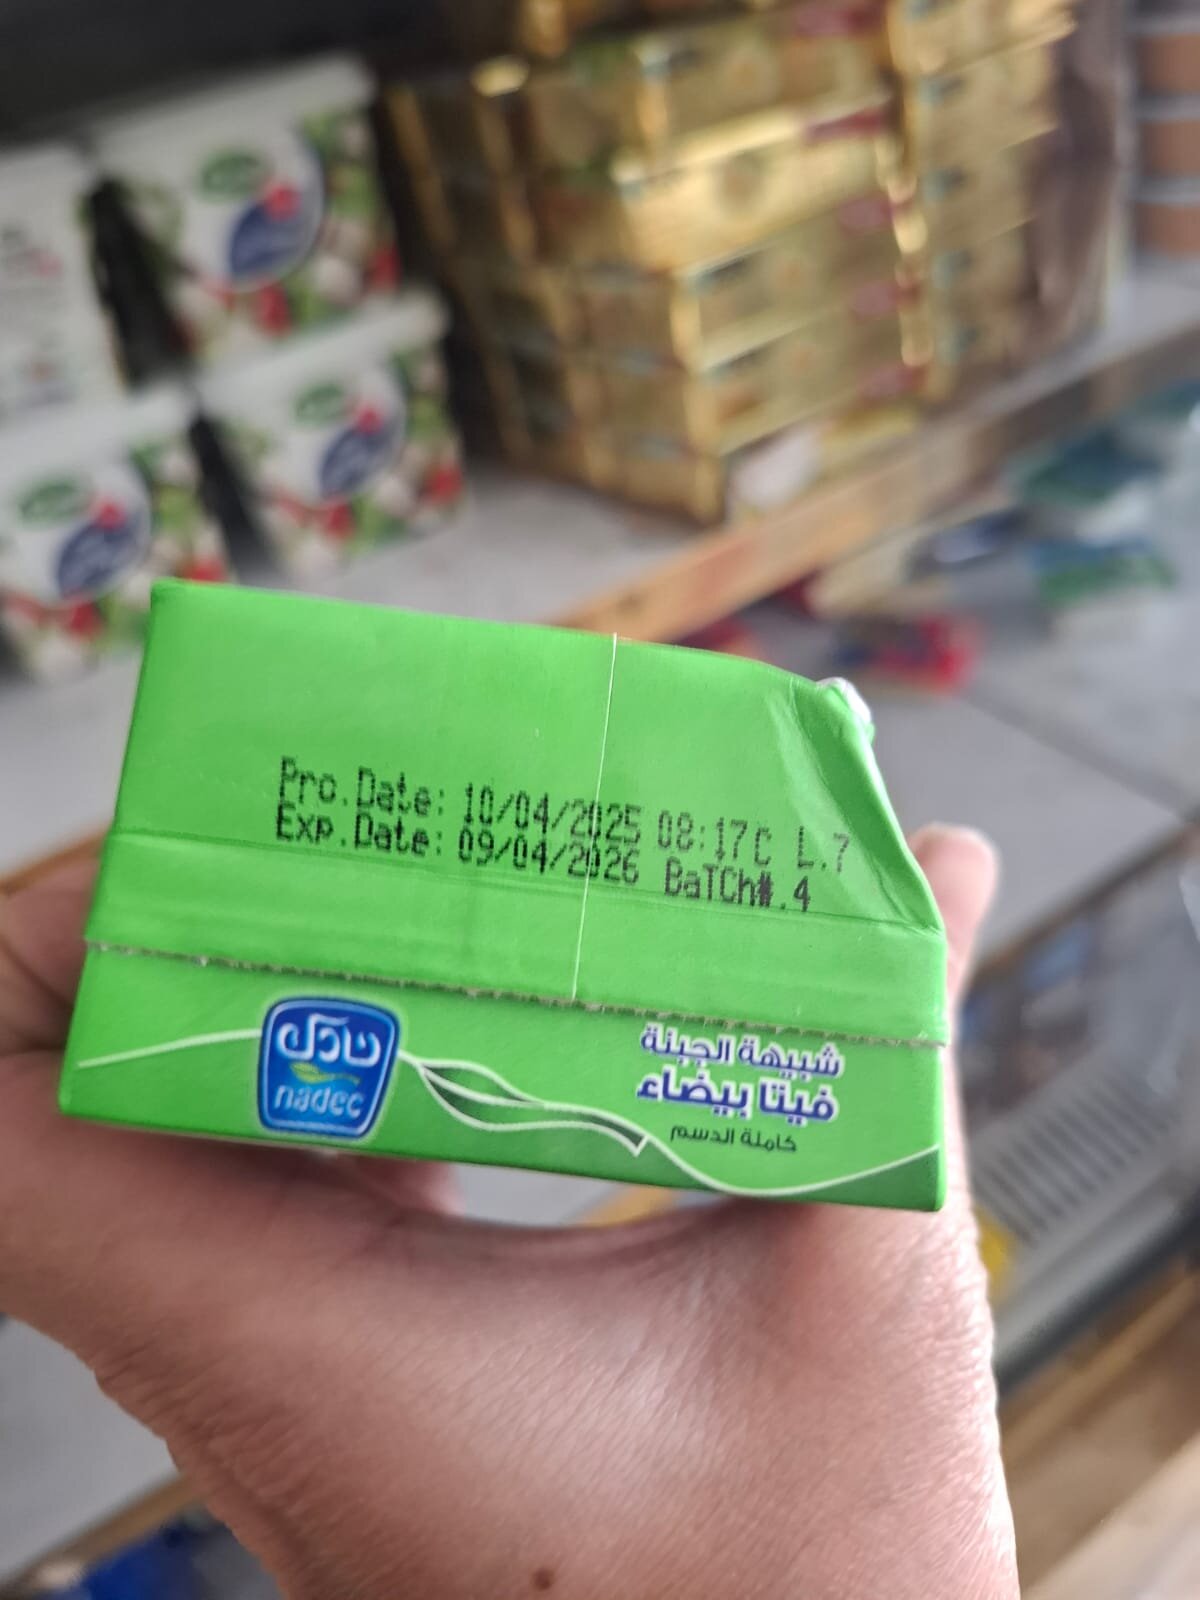 Pro.Date: 10/04/2025 08:17C L.7
Exp.Date: 09/04/2026 BaTCh#.4
نادك
nadec
شبيهة الجبنة
فيتا بيضاء
كاملة الدسم